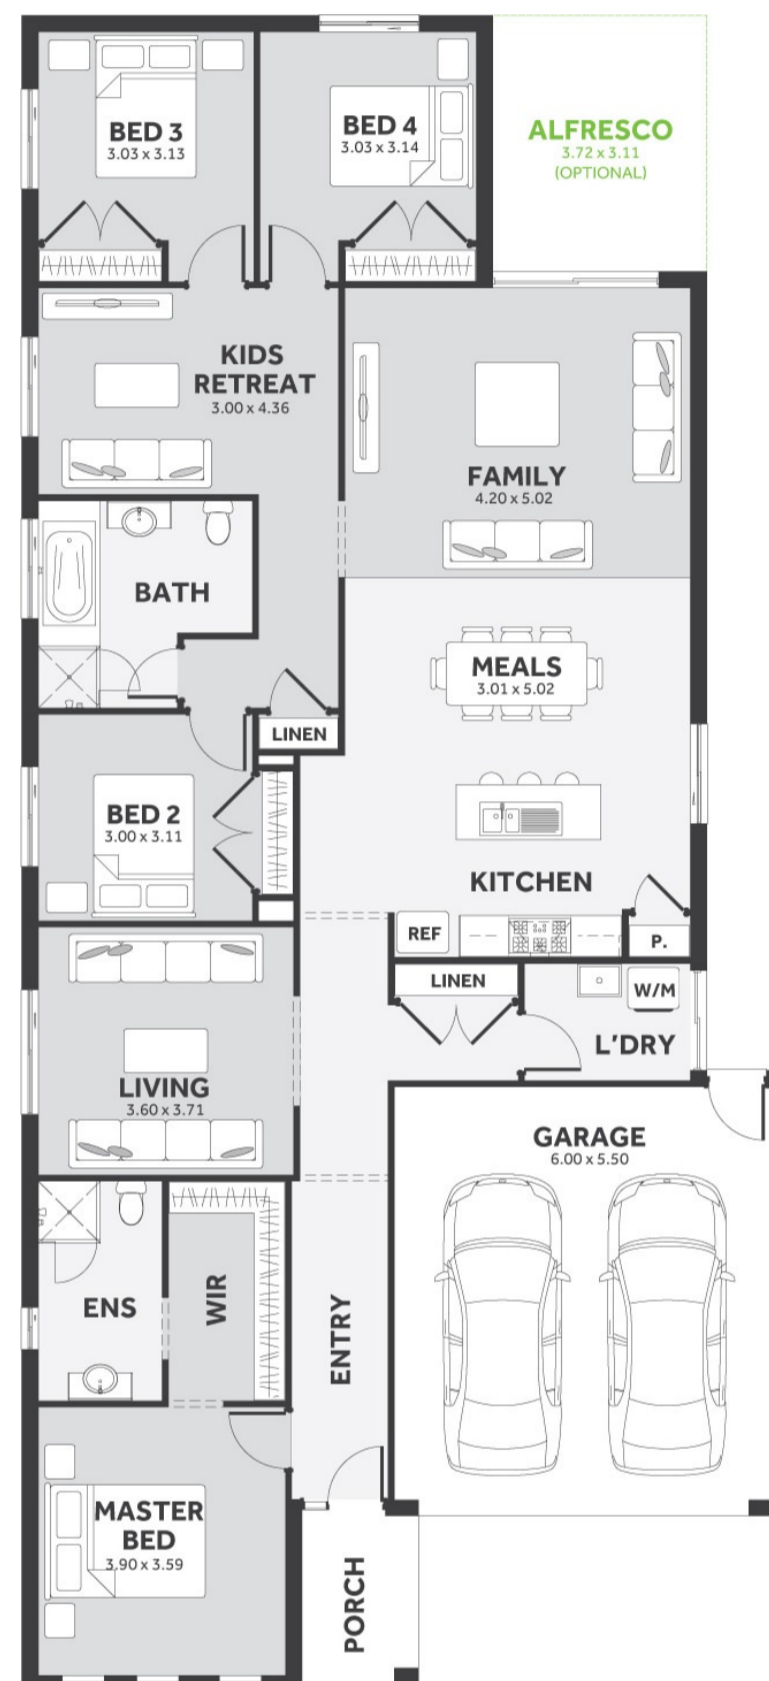 BED 3
3.03 x 3.13
BED 4
3.03 x 3.14
ALFRESCO
3.72 x 3.11
(OPTIONAL)
KIDS
RETREAT
3.00 x 4.36
FAMILY
4.20 x 5.02
BATH
MEALS
3.01 x 5.02
LINEN
BED 2
3.00 x 3.11
KITCHEN
REF
P.
LINEN
W/M
L'DRY
LIVING
3.60 x 3.71
GARAGE
6.00 x 5.50
ENS
WIR
ENTRY
MASTER
BED
3.90 x 3.59
PORCH